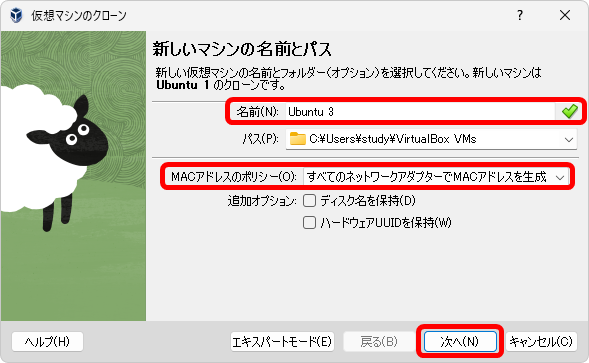 仮想マシンのクローン
新しいマシンの名前とパス
新しい仮想マシンの名前とフォルダー(オプション)を選択してください。新しいマシンは
Ubuntu 1 のクローンです。
名前(N): Ubuntu 3
パス(P): C:¥Users¥study¥VirtualBox VMs
MACアドレスのポリシー(O): すべてのネットワークアダプターでMACアドレスを生成
追加オプション: ディスク名を保持(D)
ハードウェアUUIDを保持(W)
ヘルプ(H) エキスパートモード(E) 戻る(B) 次へ(N) キャンセル(C)